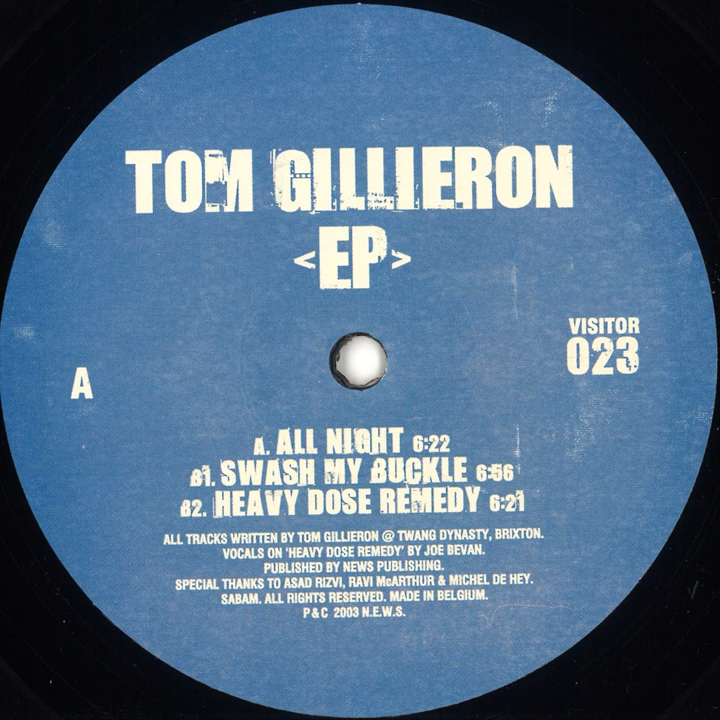 TOM GILLIERON
<EP>
VISITOR
023
A
A. ALL NIGHT 6:22
B1. SWASH MY BUCKLE 6:56
B2. HEAVY DOSE REMEDY 6:21
ALL TRACKS WRITTEN BY TOM GILLIERON @ TWANG DYNASTY, BRIXTON.
VOCALS ON 'HEAVY DOSE REMEDY' BY JOE BEVAN.
PUBLISHED BY NEWS PUBLISHING.
SPECIAL THANKS TO ASAD RIZVI, RAVI McARTHUR & MICHEL DE HEY.
SABAM. ALL RIGHTS RESERVED. MADE IN BELGIUM.
P & C 2003 N.E.W.S.